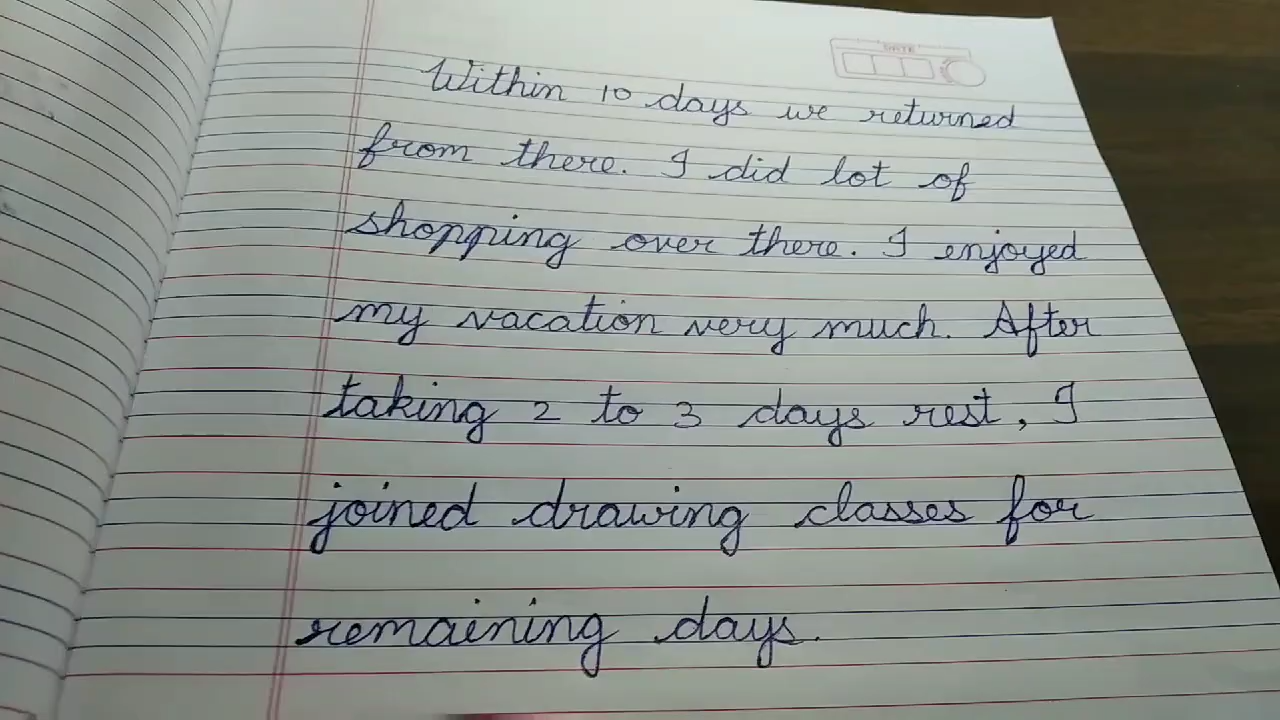 DATE
Within 10 days we returned
from there. I did lot of
shopping over there. I enjoyed
my vacation very much. After
taking 2 to 3 days rest, I
joined drawing classes for
remaining days.